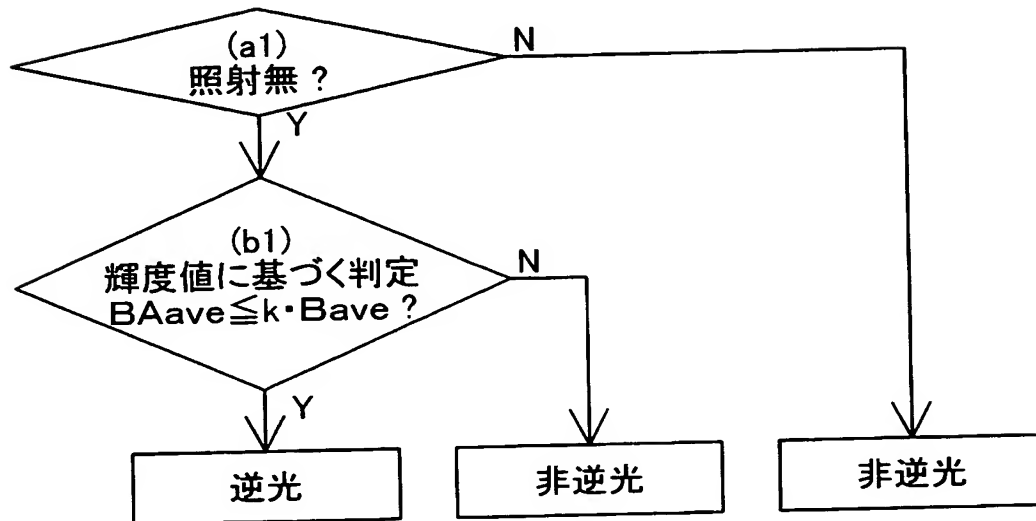 (a1)
照射無？
N
Y
(b1)
輝度値に基づく判定
BAave≦k・Bave？
N
Y
逆光
非逆光
非逆光